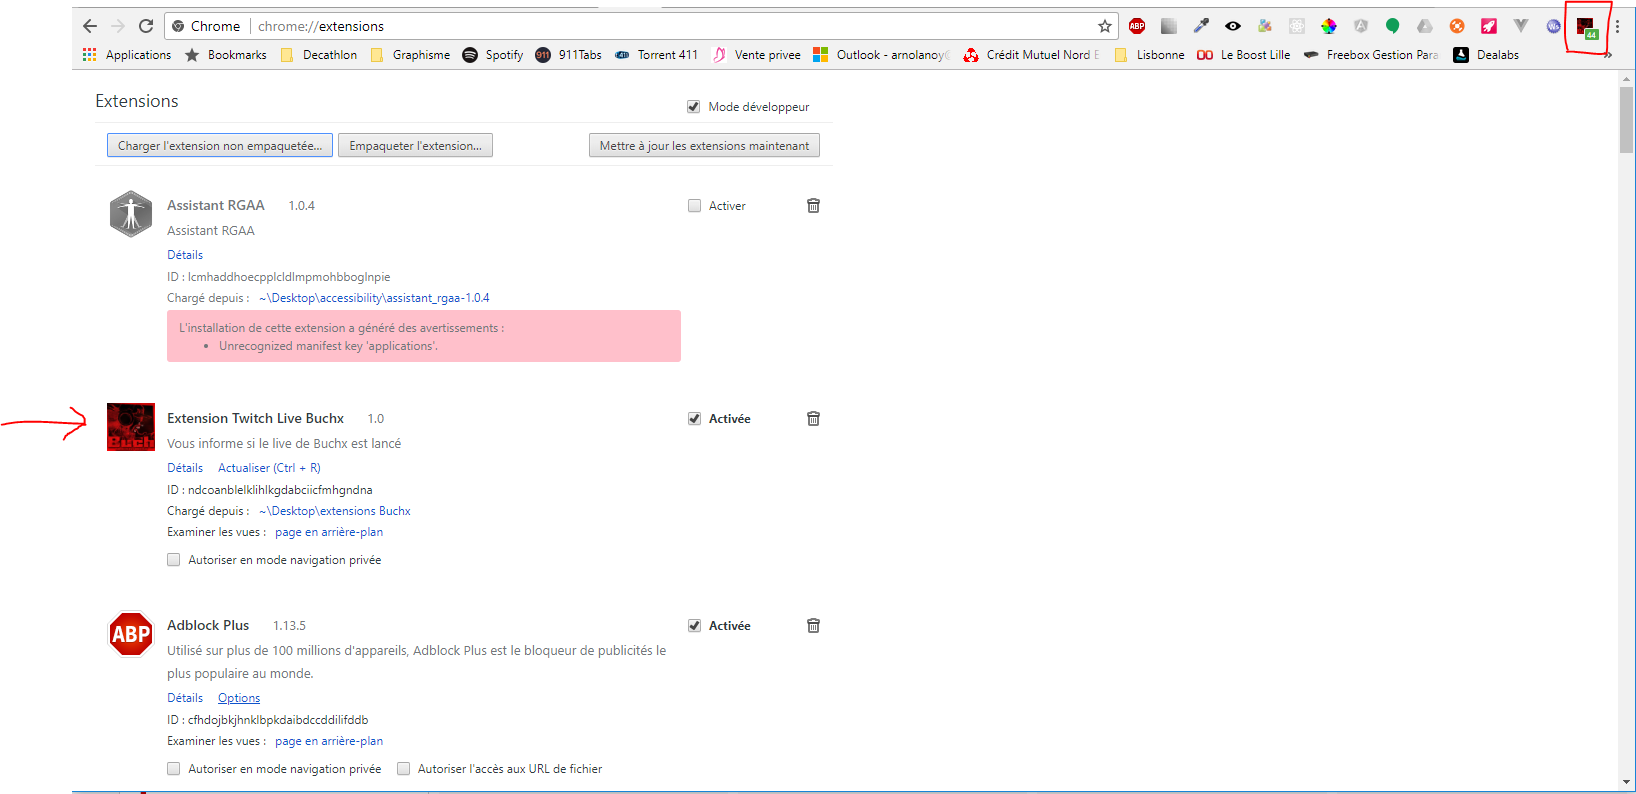 Chrome chrome://extensions
ABP
44
Applications Bookmarks Decathlon Graphisme Spotify 911 911Tabs Torrent 411 Vente privee Outlook - arnolanoy@ Crédit Mutuel Nord E Lisbonne Le Boost Lille Freebox Gestion Para Dealabs »
Extensions
Mode développeur
Charger l'extension non empaquetée... Empaqueter l'extension... Mettre à jour les extensions maintenant
Assistant RGAA 1.0.4 Activer
Assistant RGAA
Détails
ID : lcmhaddhoecpplcldlmpmohbboglnpie
Chargé depuis : ~\Desktop\accessibility\assistant_rgaa-1.0.4
L'installation de cette extension a généré des avertissements :
• Unrecognized manifest key 'applications'.
Extension Twitch Live Buchx 1.0 Activée
Vous informe si le live de Buchx est lancé
Détails Actualiser (Ctrl + R)
ID : ndcoanblelklihlkgdabciicfmhgndna
Chargé depuis : ~\Desktop\extensions Buchx
Examiner les vues : page en arrière-plan
Autoriser en mode navigation privée
ABP
Adblock Plus 1.13.5 Activée
Utilisé sur plus de 100 millions d'appareils, Adblock Plus est le bloqueur de publicités le
plus populaire au monde.
Détails Options
ID : cfhdojbkjhnklbpkdaibdccddilifddb
Examiner les vues : page en arrière-plan
Autoriser en mode navigation privée Autoriser l'accès aux URL de fichier